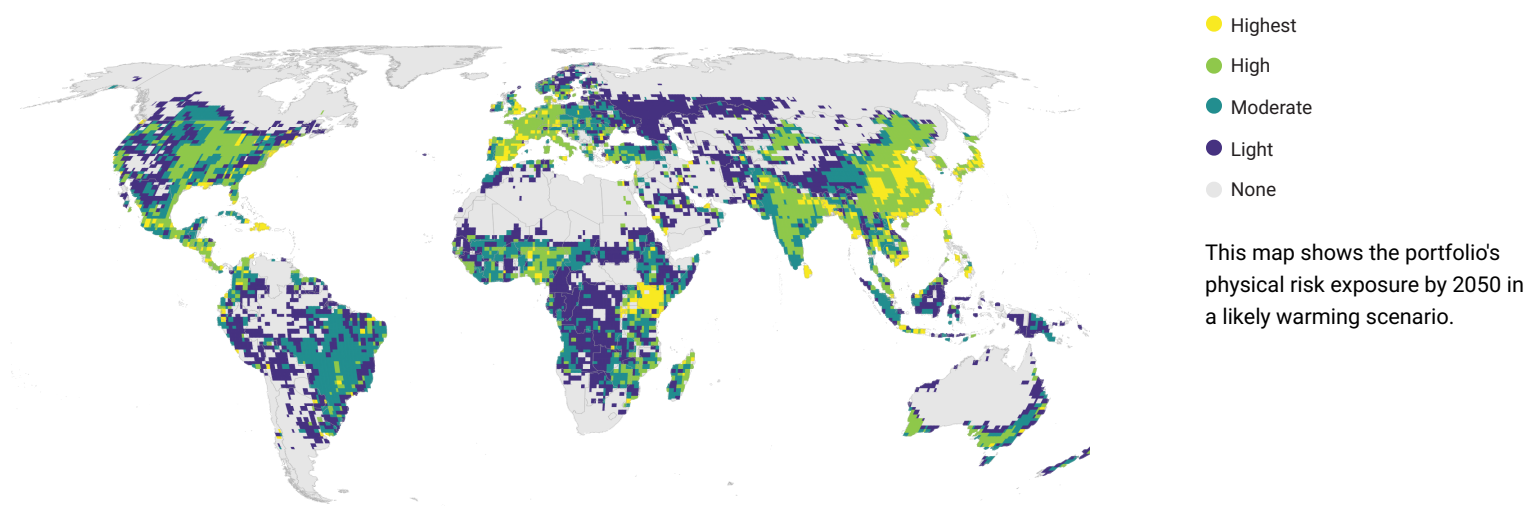 Highest
High
Moderate
Light
None
This map shows the portfolio's
physical risk exposure by 2050 in
a likely warming scenario.